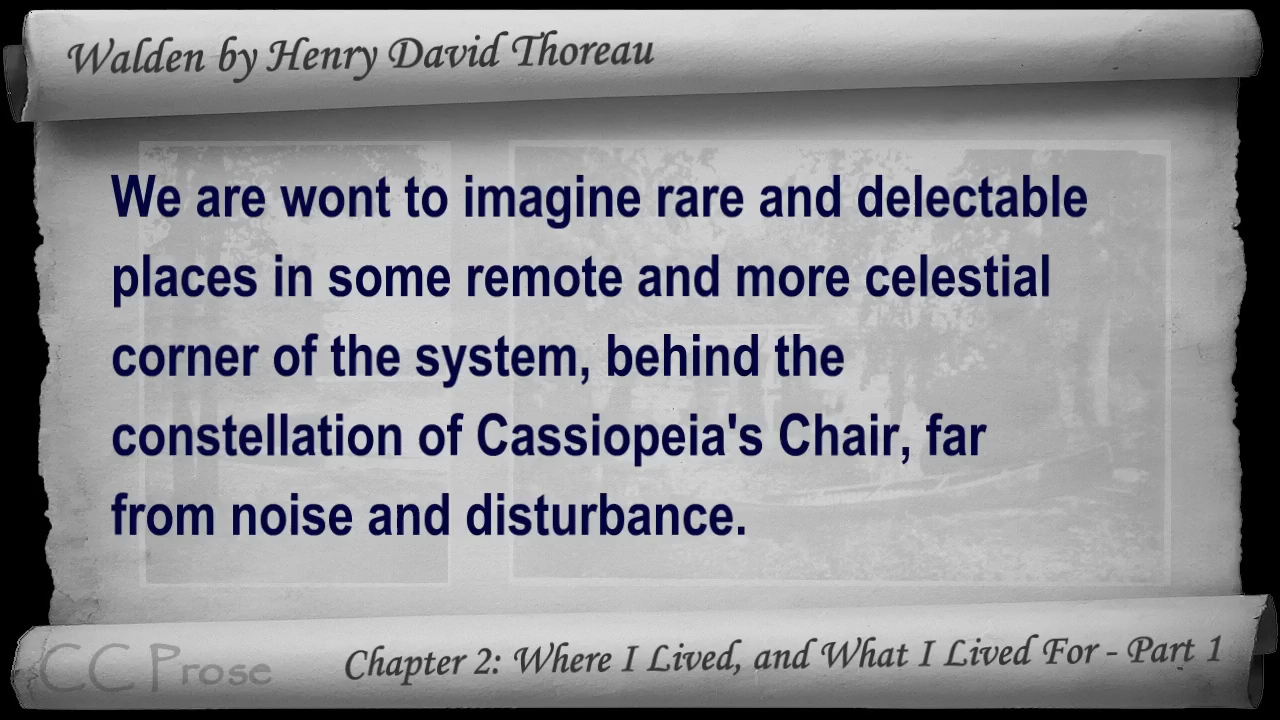 Walden by Henry David Thoreau
We are wont to imagine rare and delectable
places in some remote and more celestial
corner of the system, behind the
constellation of Cassiopeia's Chair, far
from noise and disturbance.
CC Prose
Chapter 2: Where I Lived, and What I Lived For - Part 1